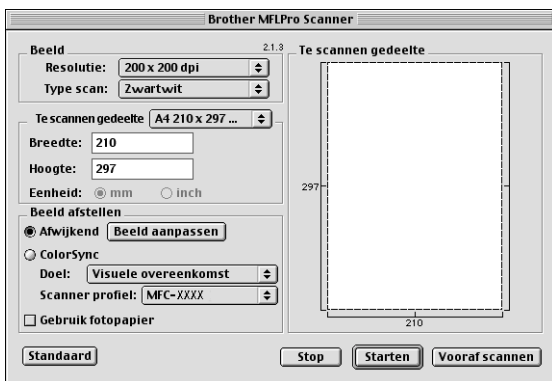 Brother MFLPro Scanner
Beeld
2.1.3
Resolutie: 200 x 200 dpi
Type scan: Zwartwit
Te scannen gedeelte A4 210 x 297 ...
Breedte: 210
Hoogte: 297
Eenheid: mm inch
Beeld afstellen
Afwijkend Beeld aanpassen
ColorSync
Doel: Visuele overeenkomst
Scanner profiel: MFC-XXXX
Gebruik fotopapier
Te scannen gedeelte
297
210
Standaard
Stop Starten Vooraf scannen